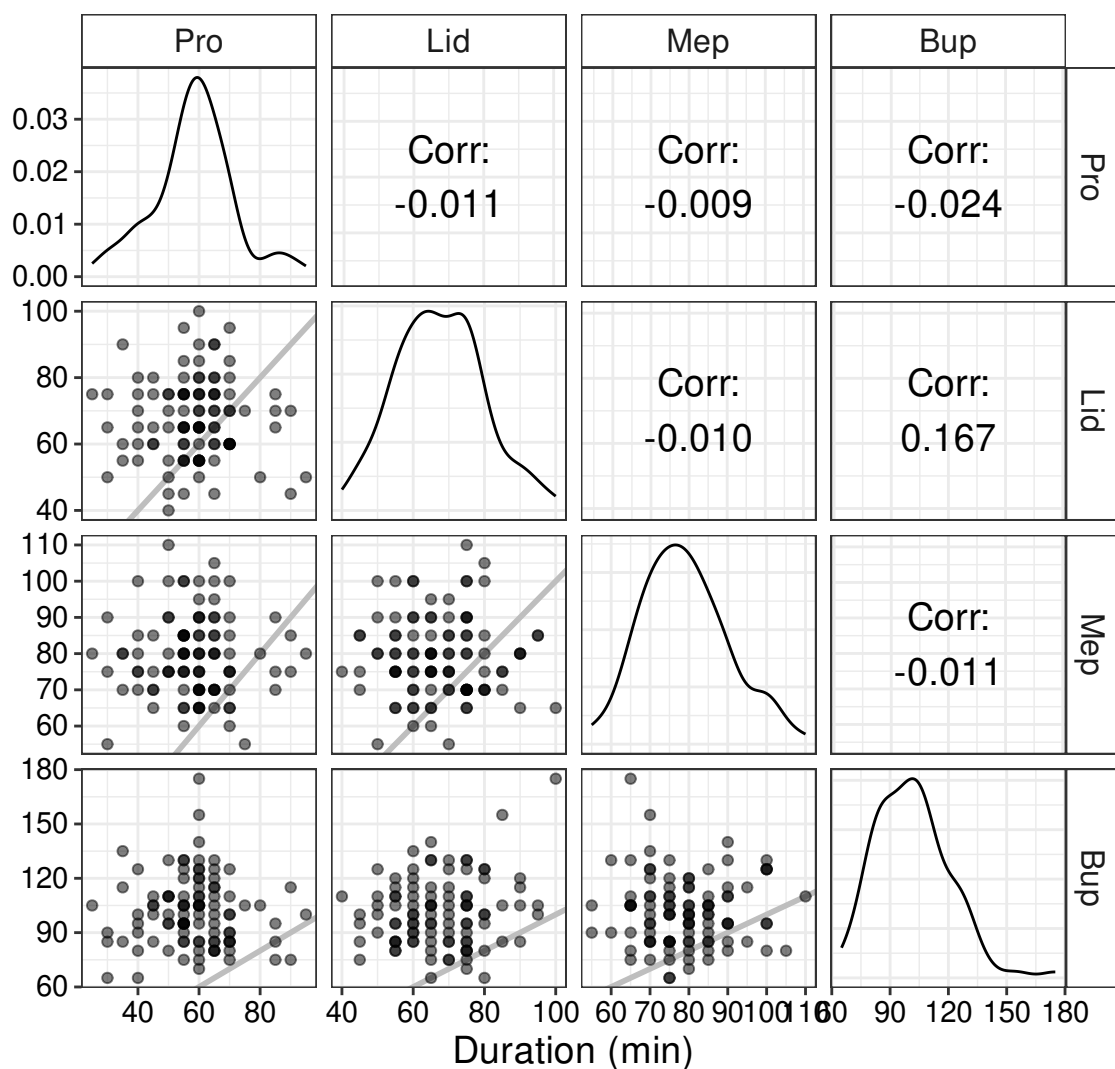 Pro Lid Mep Bup
0.03
0.02
0.01
0.00
Corr:
-0.011
Corr:
-0.009
Corr:
-0.024
Pro
100
80
60
40
Corr:
-0.010
Corr:
0.167
Lid
110
100
90
80
70
60
Corr:
-0.011
Mep
180
150
120
90
60
Bup
40 80 40 60 80 100 60 70 80 90 100 110 60 90 120 150 180
Duration (min)